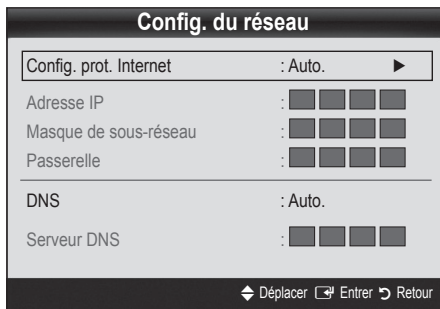 Config. du réseau
Config. prot. Internet : Auto. ►
Adresse IP :
Masque de sous-réseau :
Passerelle :
DNS : Auto.
Serveur DNS :
Déplacer Entrer Retour